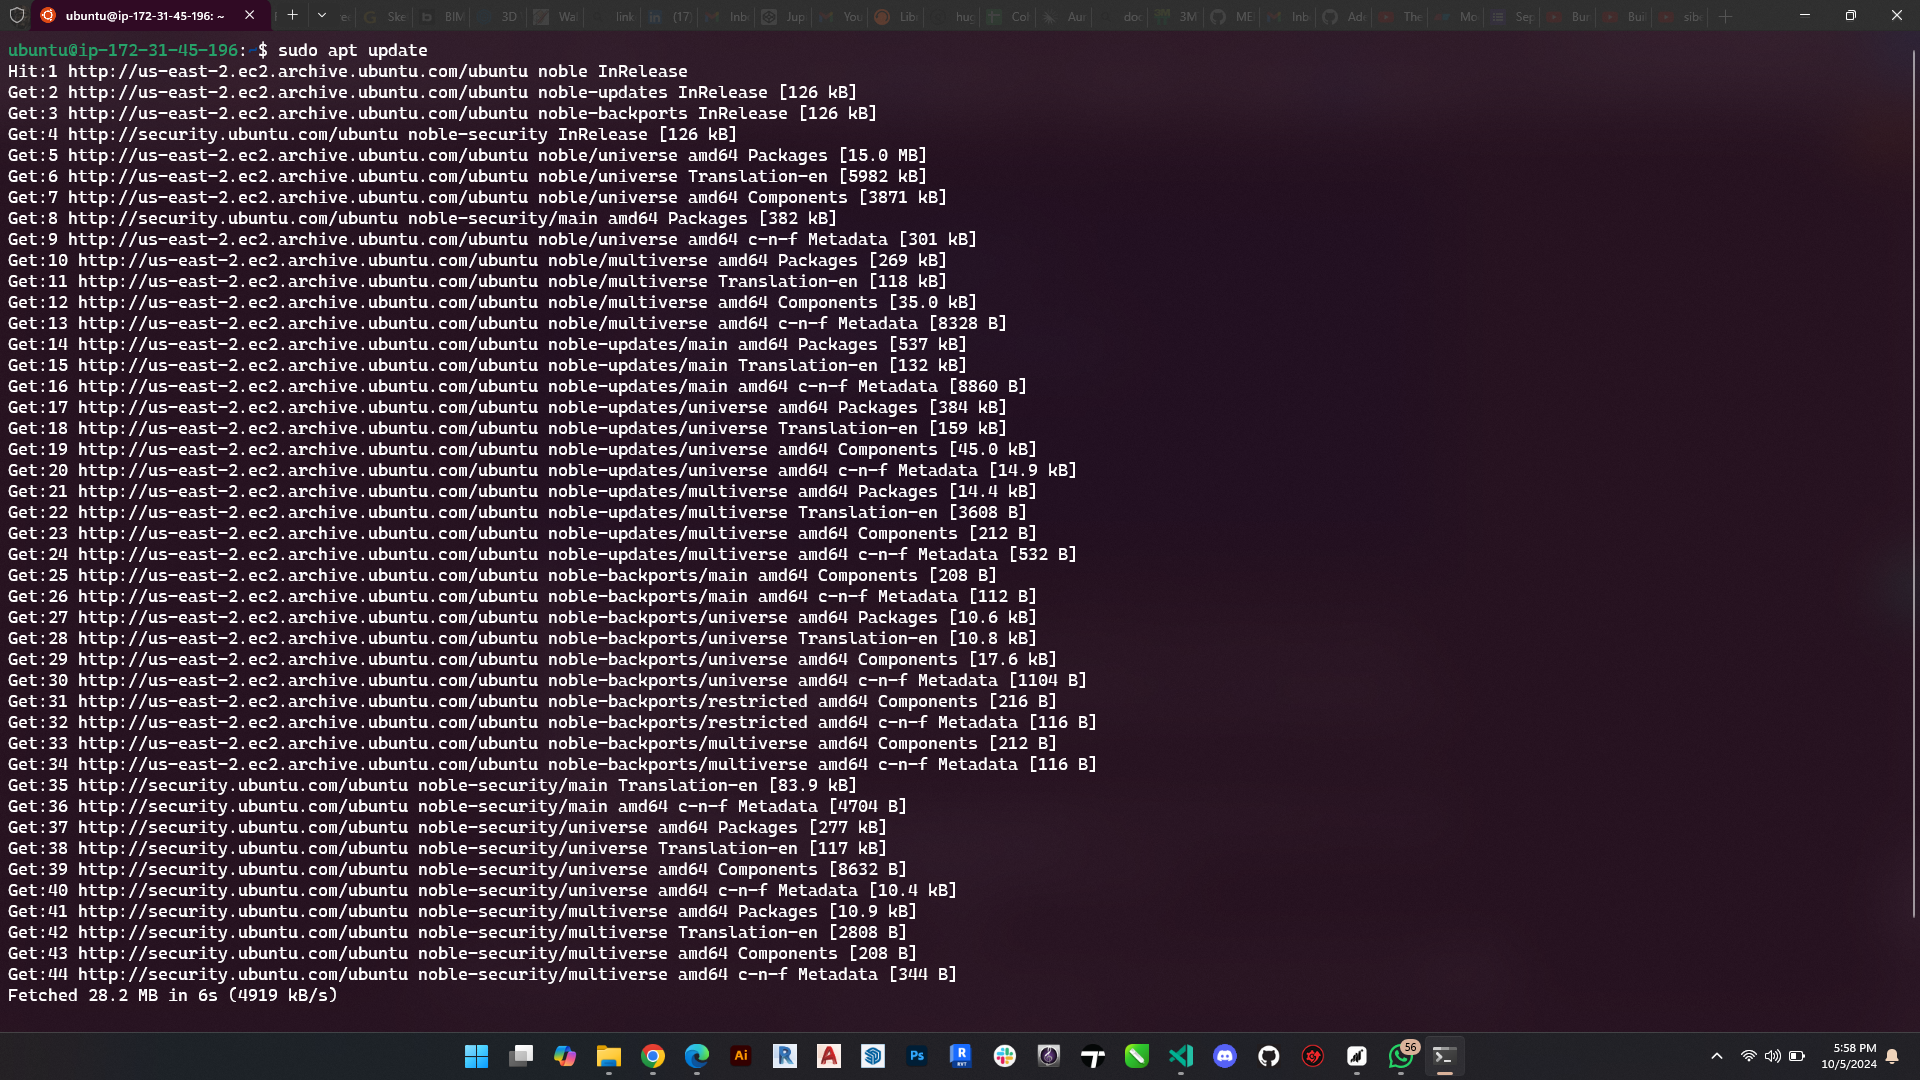 ubuntu@ip-172-31-45-196: ~
ubuntu@ip-172-31-45-196:~$ sudo apt update
Hit:1 http://us-east-2.ec2.archive.ubuntu.com/ubuntu noble InRelease
Get:2 http://us-east-2.ec2.archive.ubuntu.com/ubuntu noble-updates InRelease [126 kB]
Get:3 http://us-east-2.ec2.archive.ubuntu.com/ubuntu noble-backports InRelease [126 kB]
Get:4 http://security.ubuntu.com/ubuntu noble-security InRelease [126 kB]
Get:5 http://us-east-2.ec2.archive.ubuntu.com/ubuntu noble/universe amd64 Packages [15.0 MB]
Get:6 http://us-east-2.ec2.archive.ubuntu.com/ubuntu noble/universe Translation-en [5982 kB]
Get:7 http://us-east-2.ec2.archive.ubuntu.com/ubuntu noble/universe amd64 Components [3871 kB]
Get:8 http://security.ubuntu.com/ubuntu noble-security/main amd64 Packages [382 kB]
Get:9 http://us-east-2.ec2.archive.ubuntu.com/ubuntu noble/universe amd64 c-n-f Metadata [301 kB]
Get:10 http://us-east-2.ec2.archive.ubuntu.com/ubuntu noble/multiverse amd64 Packages [269 kB]
Get:11 http://us-east-2.ec2.archive.ubuntu.com/ubuntu noble/multiverse Translation-en [118 kB]
Get:12 http://us-east-2.ec2.archive.ubuntu.com/ubuntu noble/multiverse amd64 Components [35.0 kB]
Get:13 http://us-east-2.ec2.archive.ubuntu.com/ubuntu noble/multiverse amd64 c-n-f Metadata [8328 B]
Get:14 http://us-east-2.ec2.archive.ubuntu.com/ubuntu noble-updates/main amd64 Packages [537 kB]
Get:15 http://us-east-2.ec2.archive.ubuntu.com/ubuntu noble-updates/main Translation-en [132 kB]
Get:16 http://us-east-2.ec2.archive.ubuntu.com/ubuntu noble-updates/main amd64 c-n-f Metadata [8860 B]
Get:17 http://us-east-2.ec2.archive.ubuntu.com/ubuntu noble-updates/universe amd64 Packages [384 kB]
Get:18 http://us-east-2.ec2.archive.ubuntu.com/ubuntu noble-updates/universe Translation-en [159 kB]
Get:19 http://us-east-2.ec2.archive.ubuntu.com/ubuntu noble-updates/universe amd64 Components [45.0 kB]
Get:20 http://us-east-2.ec2.archive.ubuntu.com/ubuntu noble-updates/universe amd64 c-n-f Metadata [14.9 kB]
Get:21 http://us-east-2.ec2.archive.ubuntu.com/ubuntu noble-updates/multiverse amd64 Packages [14.4 kB]
Get:22 http://us-east-2.ec2.archive.ubuntu.com/ubuntu noble-updates/multiverse Translation-en [3608 B]
Get:23 http://us-east-2.ec2.archive.ubuntu.com/ubuntu noble-updates/multiverse amd64 Components [212 B]
Get:24 http://us-east-2.ec2.archive.ubuntu.com/ubuntu noble-updates/multiverse amd64 c-n-f Metadata [532 B]
Get:25 http://us-east-2.ec2.archive.ubuntu.com/ubuntu noble-backports/main amd64 Components [208 B]
Get:26 http://us-east-2.ec2.archive.ubuntu.com/ubuntu noble-backports/main amd64 c-n-f Metadata [112 B]
Get:27 http://us-east-2.ec2.archive.ubuntu.com/ubuntu noble-backports/universe amd64 Packages [10.6 kB]
Get:28 http://us-east-2.ec2.archive.ubuntu.com/ubuntu noble-backports/universe Translation-en [10.8 kB]
Get:29 http://us-east-2.ec2.archive.ubuntu.com/ubuntu noble-backports/universe amd64 Components [17.6 kB]
Get:30 http://us-east-2.ec2.archive.ubuntu.com/ubuntu noble-backports/universe amd64 c-n-f Metadata [1104 B]
Get:31 http://us-east-2.ec2.archive.ubuntu.com/ubuntu noble-backports/restricted amd64 Components [216 B]
Get:32 http://us-east-2.ec2.archive.ubuntu.com/ubuntu noble-backports/restricted amd64 c-n-f Metadata [116 B]
Get:33 http://us-east-2.ec2.archive.ubuntu.com/ubuntu noble-backports/multiverse amd64 Components [212 B]
Get:34 http://us-east-2.ec2.archive.ubuntu.com/ubuntu noble-backports/multiverse amd64 c-n-f Metadata [116 B]
Get:35 http://security.ubuntu.com/ubuntu noble-security/main Translation-en [83.9 kB]
Get:36 http://security.ubuntu.com/ubuntu noble-security/main amd64 c-n-f Metadata [4704 B]
Get:37 http://security.ubuntu.com/ubuntu noble-security/universe amd64 Packages [277 kB]
Get:38 http://security.ubuntu.com/ubuntu noble-security/universe Translation-en [117 kB]
Get:39 http://security.ubuntu.com/ubuntu noble-security/universe amd64 Components [8632 B]
Get:40 http://security.ubuntu.com/ubuntu noble-security/universe amd64 c-n-f Metadata [10.4 kB]
Get:41 http://security.ubuntu.com/ubuntu noble-security/multiverse amd64 Packages [10.9 kB]
Get:42 http://security.ubuntu.com/ubuntu noble-security/multiverse Translation-en [2808 B]
Get:43 http://security.ubuntu.com/ubuntu noble-security/multiverse amd64 Components [208 B]
Get:44 http://security.ubuntu.com/ubuntu noble-security/multiverse amd64 c-n-f Metadata [344 B]
Fetched 28.2 MB in 6s (4919 kB/s)
Ai
Ps
56
5:58 PM
10/5/2024